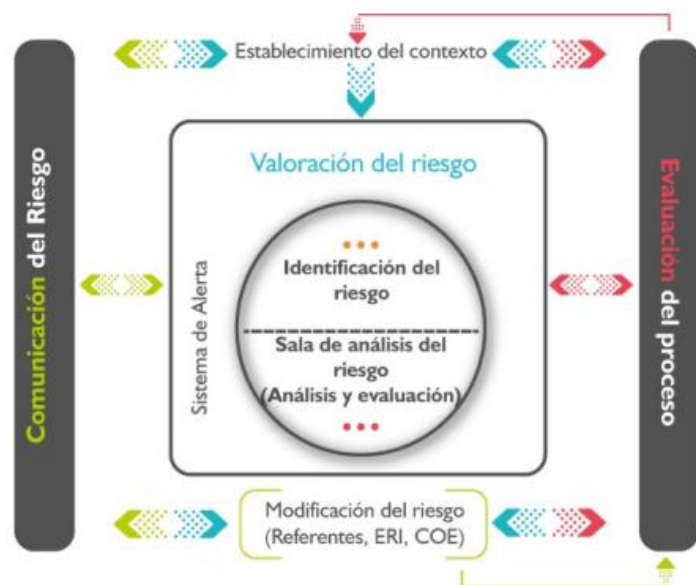 Establecimiento del contexto
Comunicación del Riesgo
Valoración del riesgo
Sistema de Alerta
Identificación del
riesgo
Sala de análisis del
riesgo
(Análisis y evaluación)
Evaluación del proceso
Modificación del riesgo
(Referentes, ERI, COE)